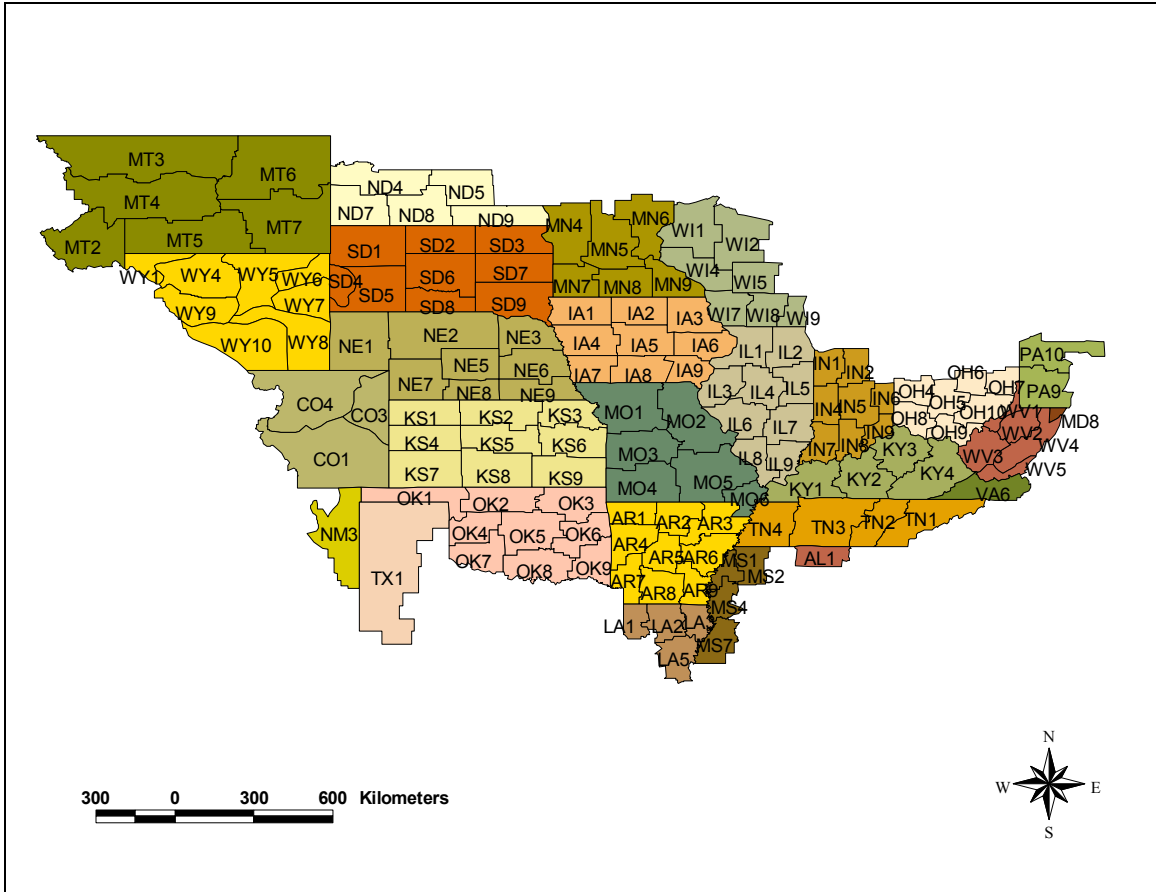 MT3
MT6
MT4
MT7
MT2
MT5
ND4
ND5
ND7
ND8
ND9
MN4
MN6
MN5
MN7
MN8
MN9
WI1
WI2
WI4
WI5
WI7
WI8
WI9
SD1
SD2
SD3
SD4
SD5
SD6
SD7
SD8
SD9
WY1
WY4
WY5
WY6
WY7
WY9
WY10
WY8
NE1
NE2
NE3
NE5
NE6
NE7
NE8
NE9
IA1
IA2
IA3
IA4
IA5
IA6
IA7
IA8
IA9
IL1
IL2
IL3
IL4
IL5
IL6
IL7
IL8
IL9
IN1
IN2
IN4
IN5
IN6
IN7
IN8
IN9
OH4
OH6
OH5
OH7
OH8
OH9
OH10
PA10
PA9
MD8
WV1
WV2
WV3
WV4
WV5
VA6
CO4
CO3
CO1
KS1
KS2
KS3
KS4
KS5
KS6
KS7
KS8
KS9
MO1
MO2
MO3
MO4
MO5
MO6
KY1
KY2
KY3
KY4
TN4
TN3
TN2
TN1
AL1
NM3
TX1
OK1
OK2
OK3
OK4
OK5
OK6
OK7
OK8
OK9
AR1
AR2
AR3
AR4
AR5
AR6
AR7
AR8
AR9
MS1
MS2
MS4
MS7
LA1
LA2
LA3
LA5
300 0 300 600 Kilometers
N
W E
S